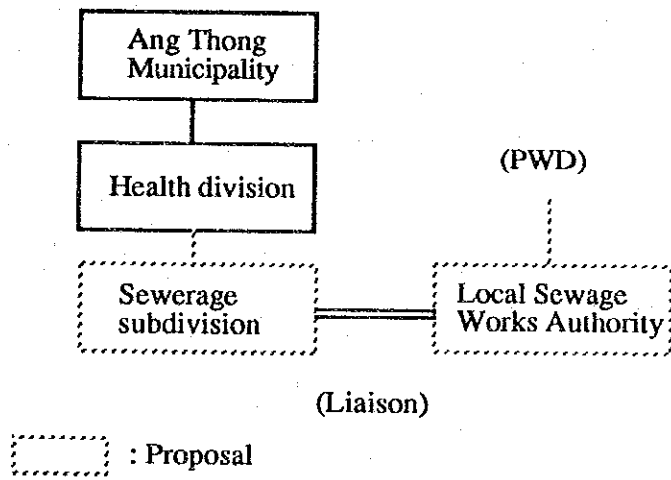 Ang Thong
Municipality
Health division
(PWD)
Sewerage
subdivision
Local Sewage
Works Authority
(Liaison)
: Proposal